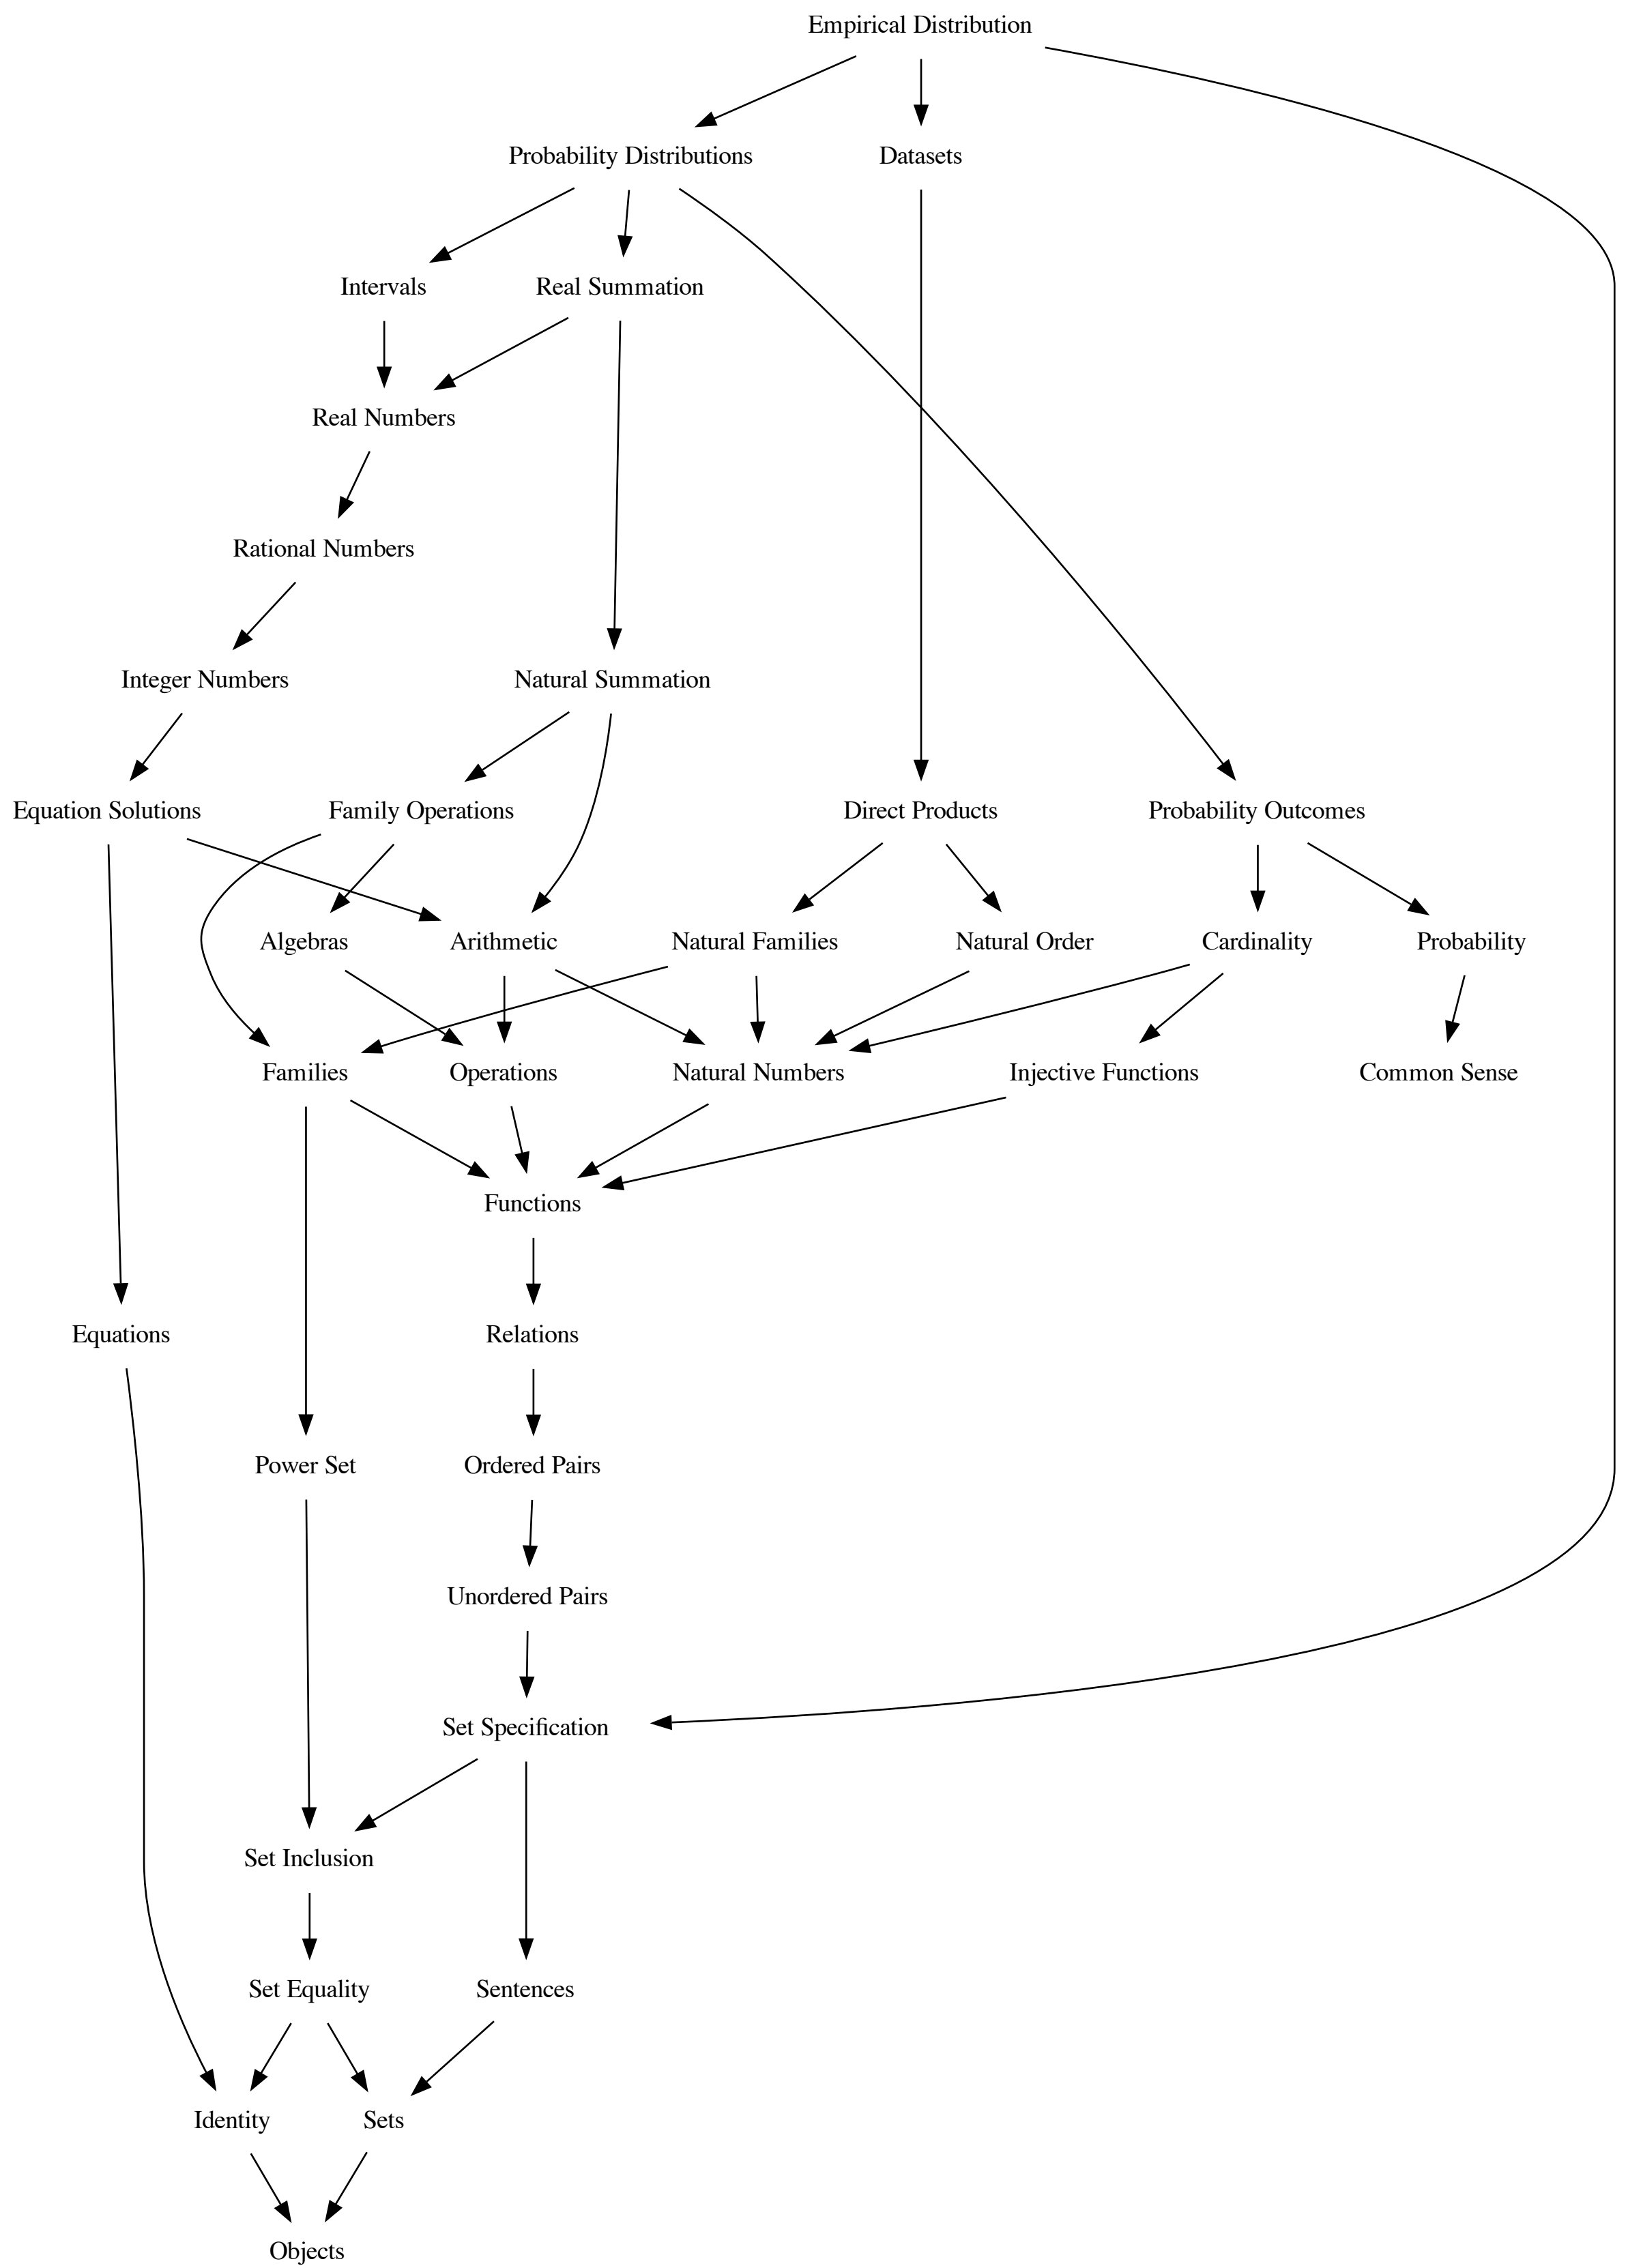 Empirical Distribution
Probability Distributions
Datasets
Intervals
Real Summation
Real Numbers
Rational Numbers
Integer Numbers
Natural Summation
Equation Solutions
Family Operations
Direct Products
Probability Outcomes
Algebras
Arithmetic
Natural Families
Natural Order
Cardinality
Probability
Families
Operations
Natural Numbers
Injective Functions
Common Sense
Functions
Equations
Relations
Power Set
Ordered Pairs
Unordered Pairs
Set Specification
Set Inclusion
Set Equality
Sentences
Identity
Sets
Objects